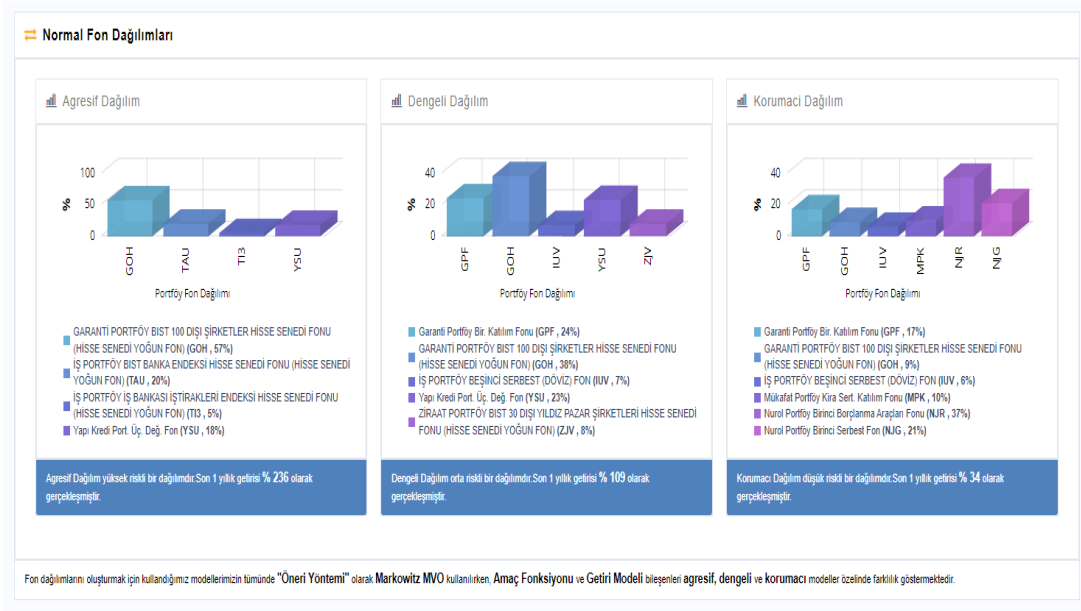 Normal Fon Dağılımları
Agresif Dağılım
100
50
0
%
GOH
TAU
TI3
YSU
Portföy Fon Dağılımı
GARANTİ PORTFÖY BIST 100 DIŞI ŞİRKETLER HİSSE SENEDİ FONU
(HİSSE SENEDİ YOĞUN FON) (GOH , 57%)
İŞ PORTFÖY BIST BANKA ENDEKSİ HİSSE SENEDİ FONU (HİSSE SENEDİ
YOĞUN FON) (TAU , 20%)
İŞ PORTFÖY İŞ BANKASI İŞTİRAKLERİ ENDEKSİ HİSSE SENEDİ FONU
(HİSSE SENEDİ YOĞUN FON) (TI3 , 5%)
Yapı Kredi Port. Üç. Değ. Fon (YSU , 18%)
Agresif Dağılım yüksek riskli bir dağılımdır.Son 1 yıllık getirisi % 236 olarak
gerçekleşmiştir.
Dengeli Dağılım
40
20
0
%
GPF
GOH
IUV
YSU
ZJV
Portföy Fon Dağılımı
Garanti Portföy Bir. Katılım Fonu (GPF , 24%)
GARANTİ PORTFÖY BIST 100 DIŞI ŞİRKETLER HİSSE SENEDİ FONU
(HİSSE SENEDİ YOĞUN FON) (GOH , 38%)
İŞ PORTFÖY BEŞİNCİ SERBEST (DÖVİZ) FON (IUV , 7%)
Yapı Kredi Port. Üç. Değ. Fon (YSU , 23%)
ZİRAAT PORTFÖY BIST 30 DIŞI YILDIZ PAZAR ŞİRKETLERİ HİSSE SENEDİ
FONU (HİSSE SENEDİ YOĞUN FON) (ZJV , 8%)
Dengeli Dağılım orta riskli bir dağılımdır.Son 1 yıllık getirisi % 109 olarak
gerçekleşmiştir.
Korumaci Dağılım
40
20
0
%
GPF
GOH
IUV
MPK
NJR
NJG
Portföy Fon Dağılımı
Garanti Portföy Bir. Katılım Fonu (GPF , 17%)
GARANTİ PORTFÖY BIST 100 DIŞI ŞİRKETLER HİSSE SENEDİ FONU
(HİSSE SENEDİ YOĞUN FON) (GOH , 9%)
İŞ PORTFÖY BEŞİNCİ SERBEST (DÖVİZ) FON (IUV , 6%)
Mükafat Portföy Kira Sert. Katılım Fonu (MPK , 10%)
Nurol Portföy Birinci Borçlanma Araçları Fonu (NJR , 37%)
Nurol Portföy Birinci Serbest Fon (NJG , 21%)
Korumacı Dağılım düşük riskli bir dağılımdır.Son 1 yıllık getirisi % 34 olarak
gerçekleşmiştir.
Fon dağılımlarını oluşturmak için kullandığımız modellerimizin tümünde "Öneri Yöntemi" olarak Markowitz MVO kullanılırken, Amaç Fonksiyonu ve Getiri Modeli bileşenleri agresif, dengeli ve korumacı modeller özelinde farklılık göstermektedir.